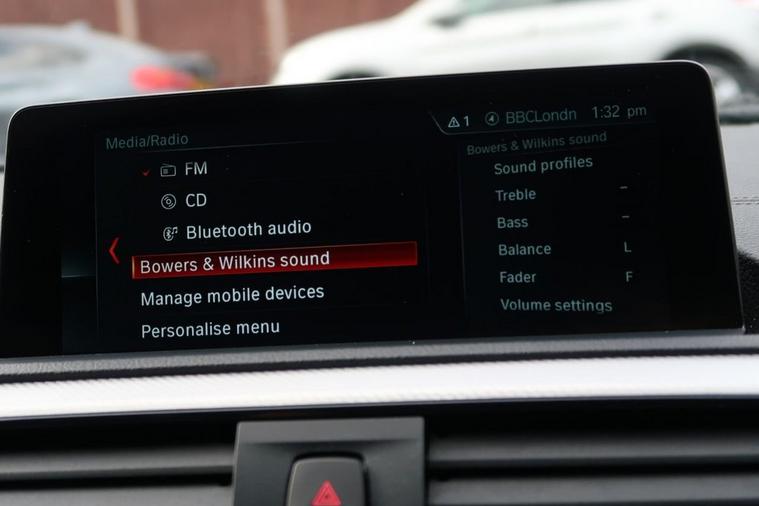 1 BBCLondn 1:32 pm
Media/Radio
FM
CD
Bluetooth audio
Bowers & Wilkins sound
Manage mobile devices
Personalise menu
Bowers & Wilkins sound
Sound profiles
Treble –
Bass –
Balance L
Fader F
Volume settings